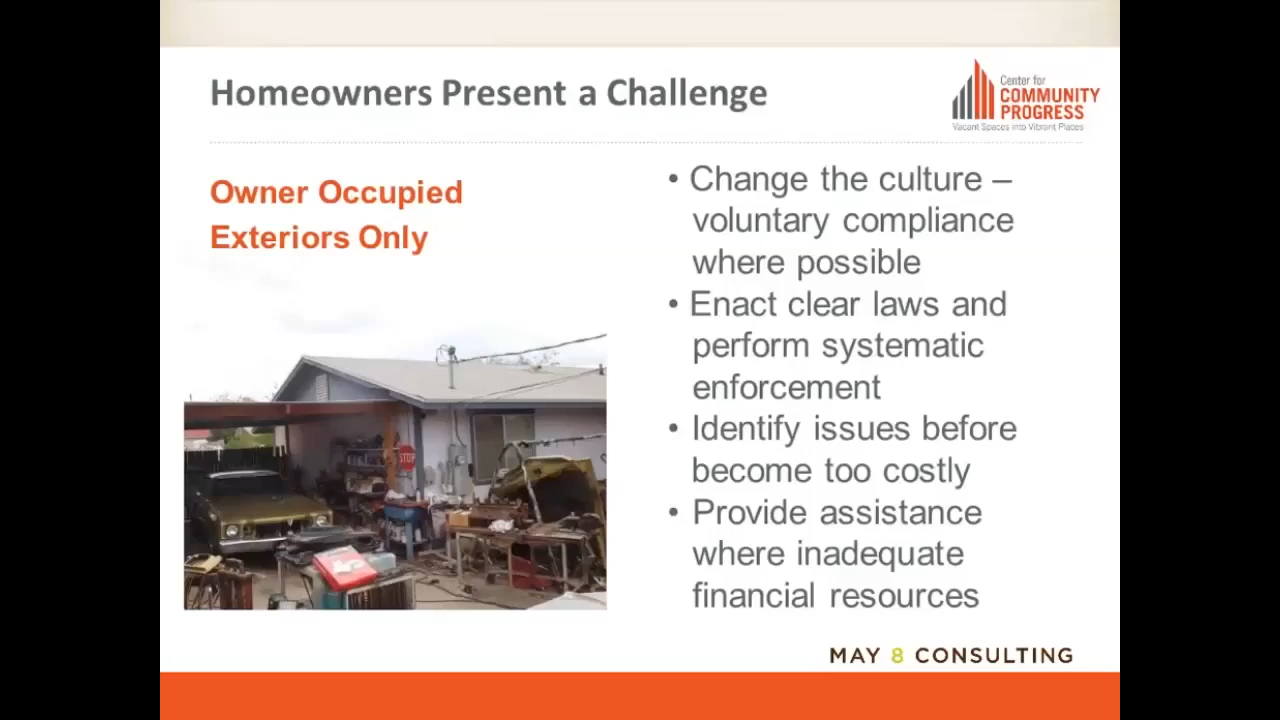 Homeowners Present a Challenge
Center for
COMMUNITY
PROGRESS
Vacant Spaces into Vibrant Places
Owner Occupied
Exteriors Only
• Change the culture –
voluntary compliance
where possible
• Enact clear laws and
perform systematic
enforcement
• Identify issues before
become too costly
• Provide assistance
where inadequate
financial resources
STOP
MAY 8 CONSULTING